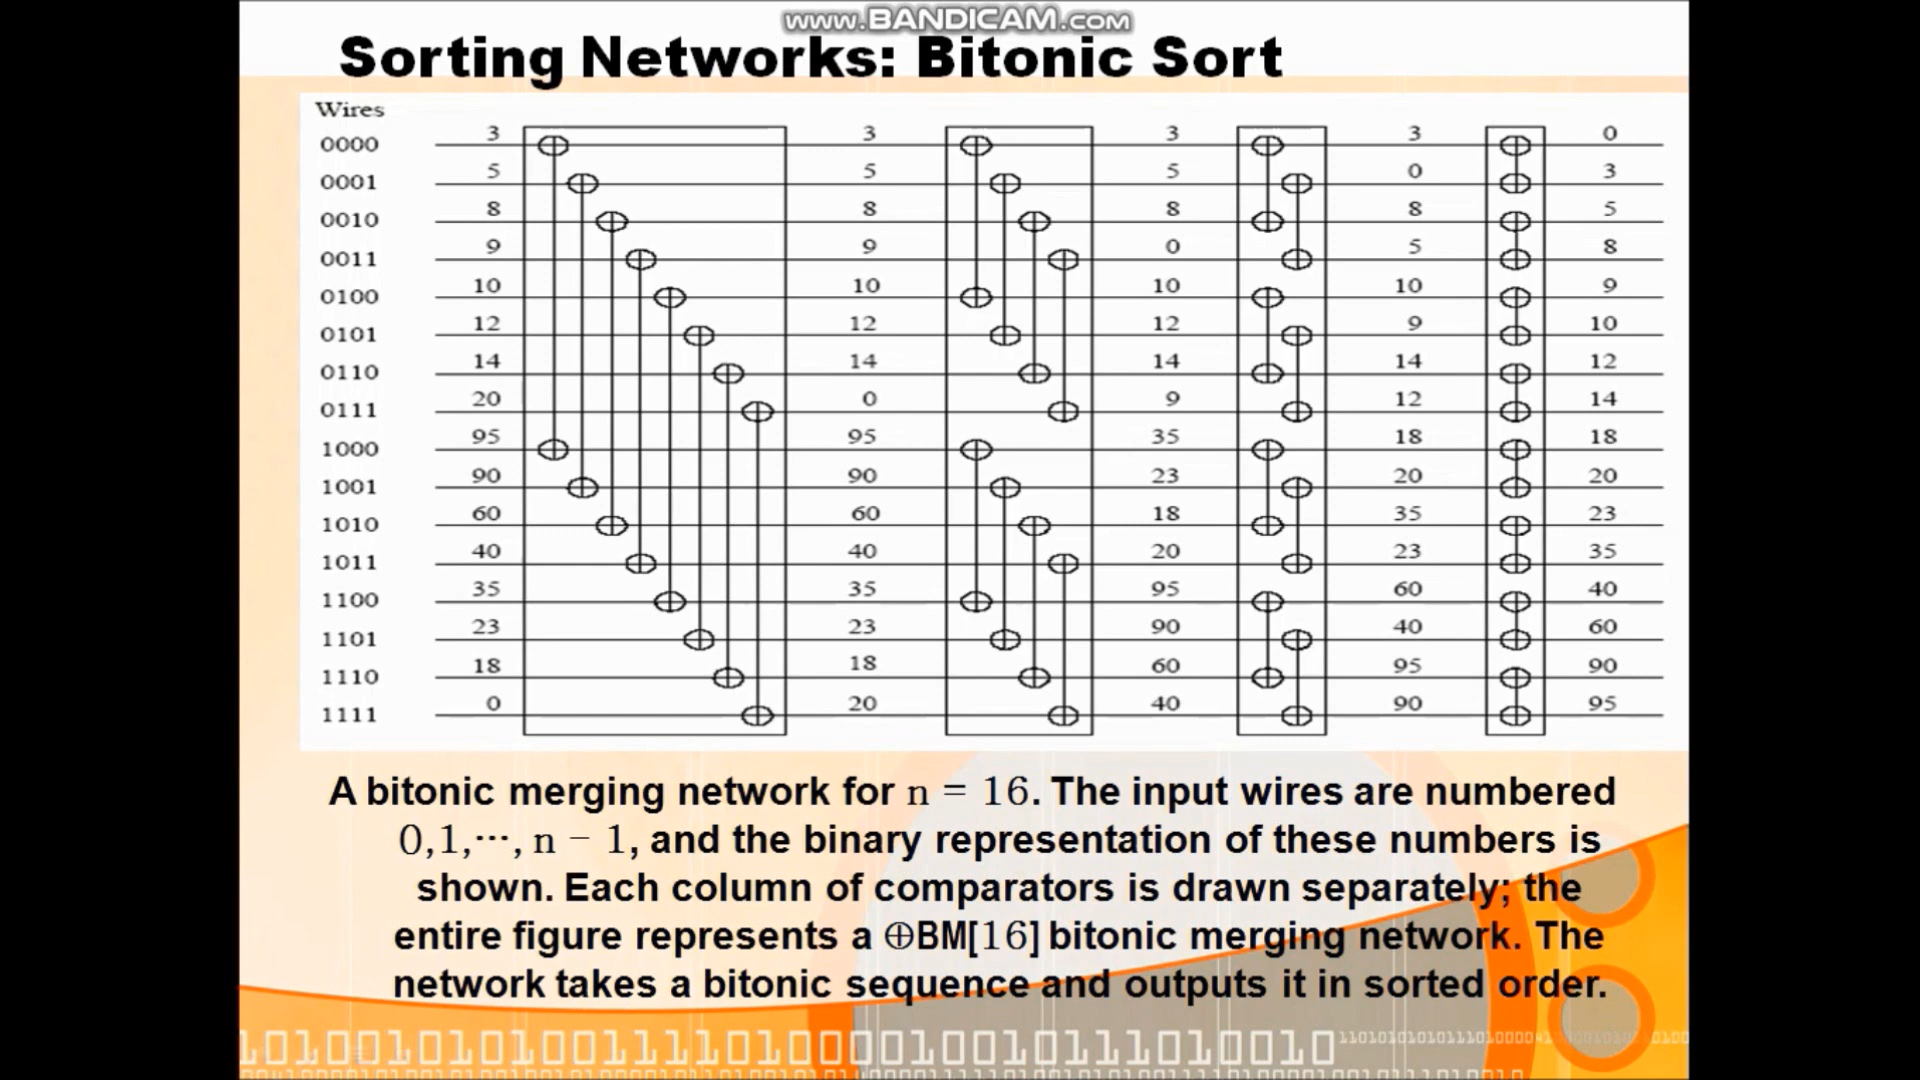 www.BANDICAM.com
Sorting Networks: Bitonic Sort
Wires
0000 3 3 3 3 0
0001 5 5 5 0 3
0010 8 8 8 8 5
0011 9 9 0 5 8
0100 10 10 10 10 9
0101 12 12 12 9 10
0110 14 14 14 14 12
0111 20 0 9 12 14
1000 95 95 35 18 18
1001 90 90 23 20 20
1010 60 60 18 35 23
1011 40 40 20 23 35
1100 35 35 95 60 40
1101 23 23 90 40 60
1110 18 18 60 95 90
1111 0 20 40 90 95
A bitonic merging network for n = 16. The input wires are numbered
0,1,⋯, n − 1, and the binary representation of these numbers is
shown. Each column of comparators is drawn separately; the
entire figure represents a ⊕BM[16] bitonic merging network. The
network takes a bitonic sequence and outputs it in sorted order.